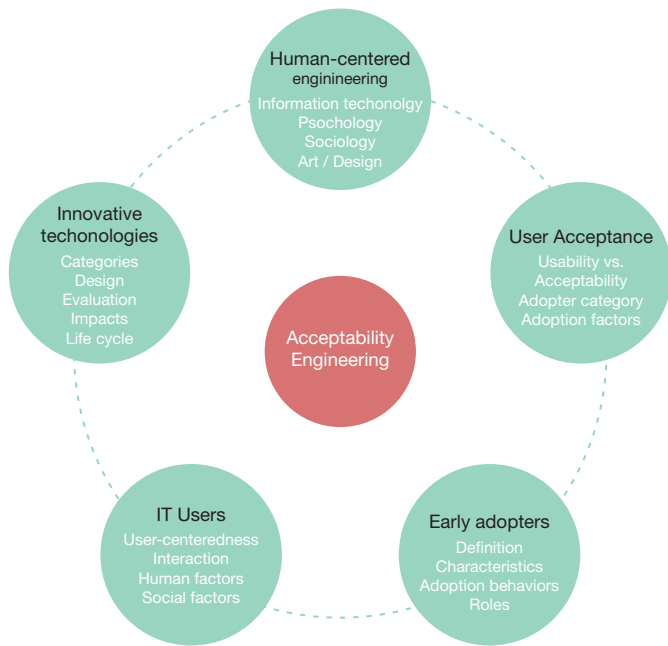 Human-centered
enginineering
Information techonolgy
Psochology
Sociology
Art / Design
Innovative
techonologies
Categories
Design
Evaluation
Impacts
Life cycle
User Acceptance
Usability vs.
Acceptability
Adopter category
Adoption factors
Acceptability
Engineering
IT Users
User-centeredness
Interaction
Human factors
Social factors
Early adopters
Definition
Characteristics
Adoption behaviors
Roles